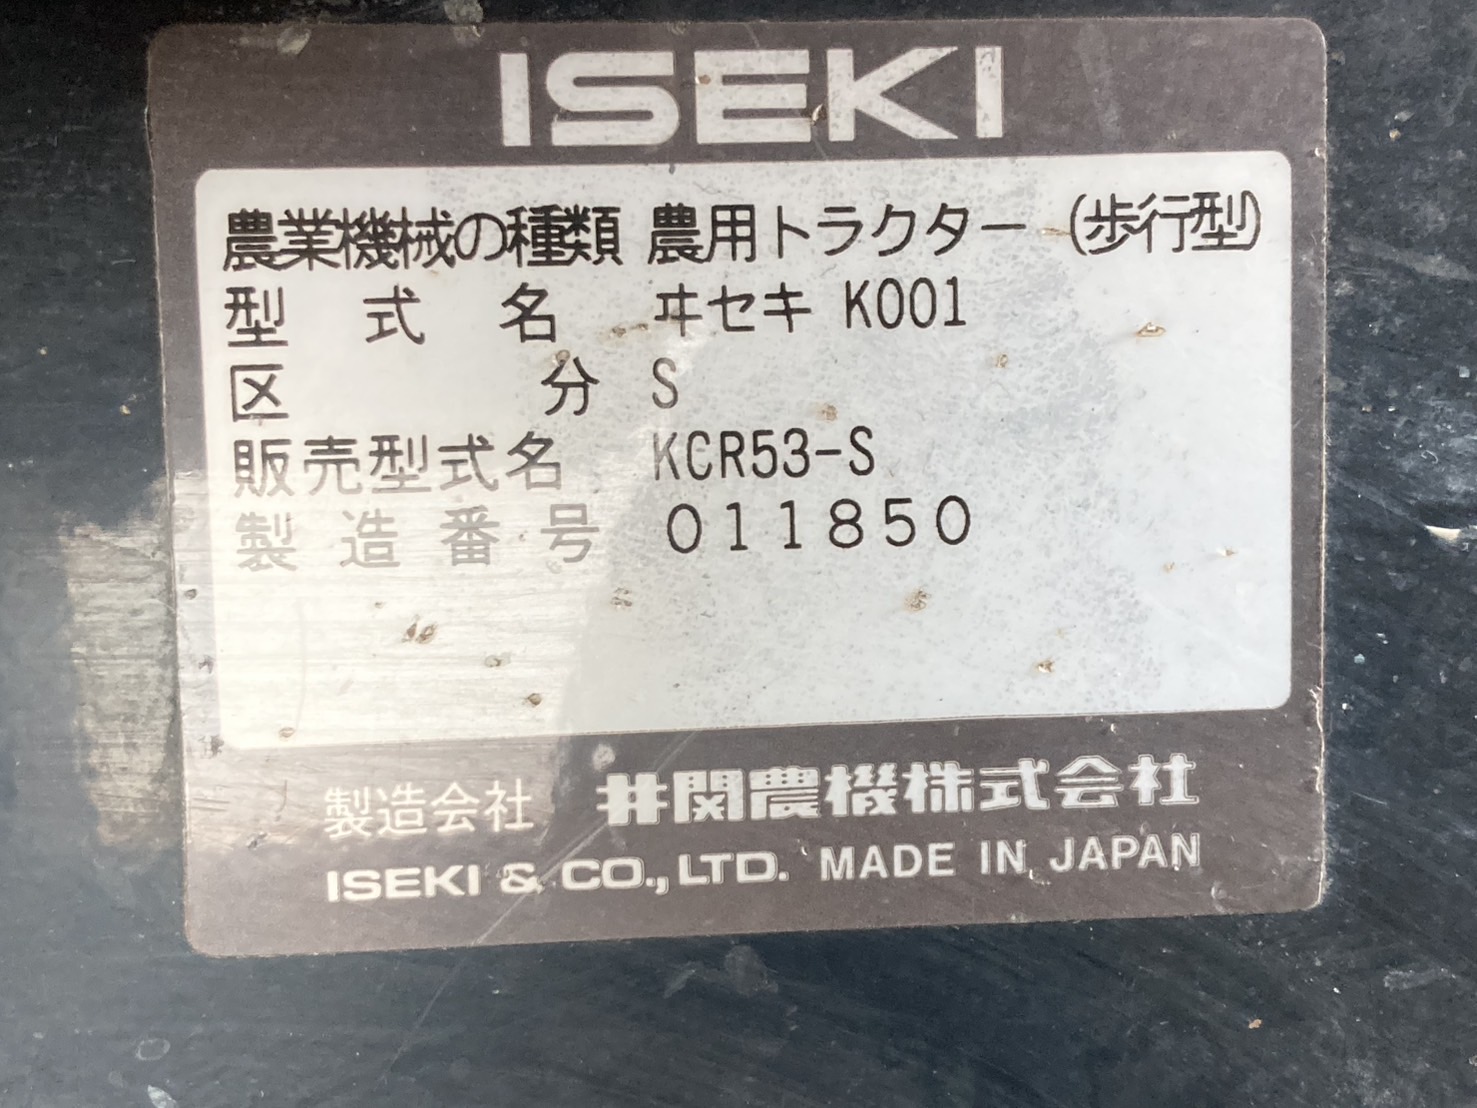 ISEKI
農業機械の種類 農用トラクター (歩行型)
型式名 ヰセキ K001
区分 S
販売型式名 KCR53-S
製造番号 011850
製造会社 井関農機株式会社
ISEKI & CO., LTD. MADE IN JAPAN